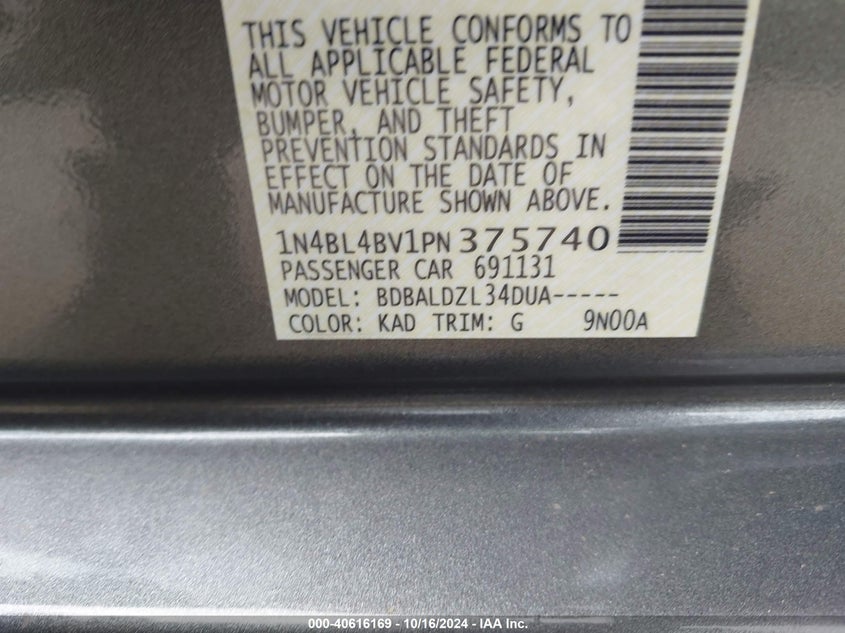 THIS VEHICLE CONFORMS TO
ALL APPLICABLE FEDERAL
MOTOR VEHICLE SAFETY,
BUMPER, AND THEFT
PREVENTION STANDARDS IN
EFFECT ON THE DATE OF
MANUFACTURE SHOWN ABOVE.
1N4BL4BV1PN 375740
PASSENGER CAR 691131
MODEL: BDBALDZL34DUA-----
COLOR: KAD TRIM: G 9N00A
000-40616169 - 10/16/2024 - IAA Inc.